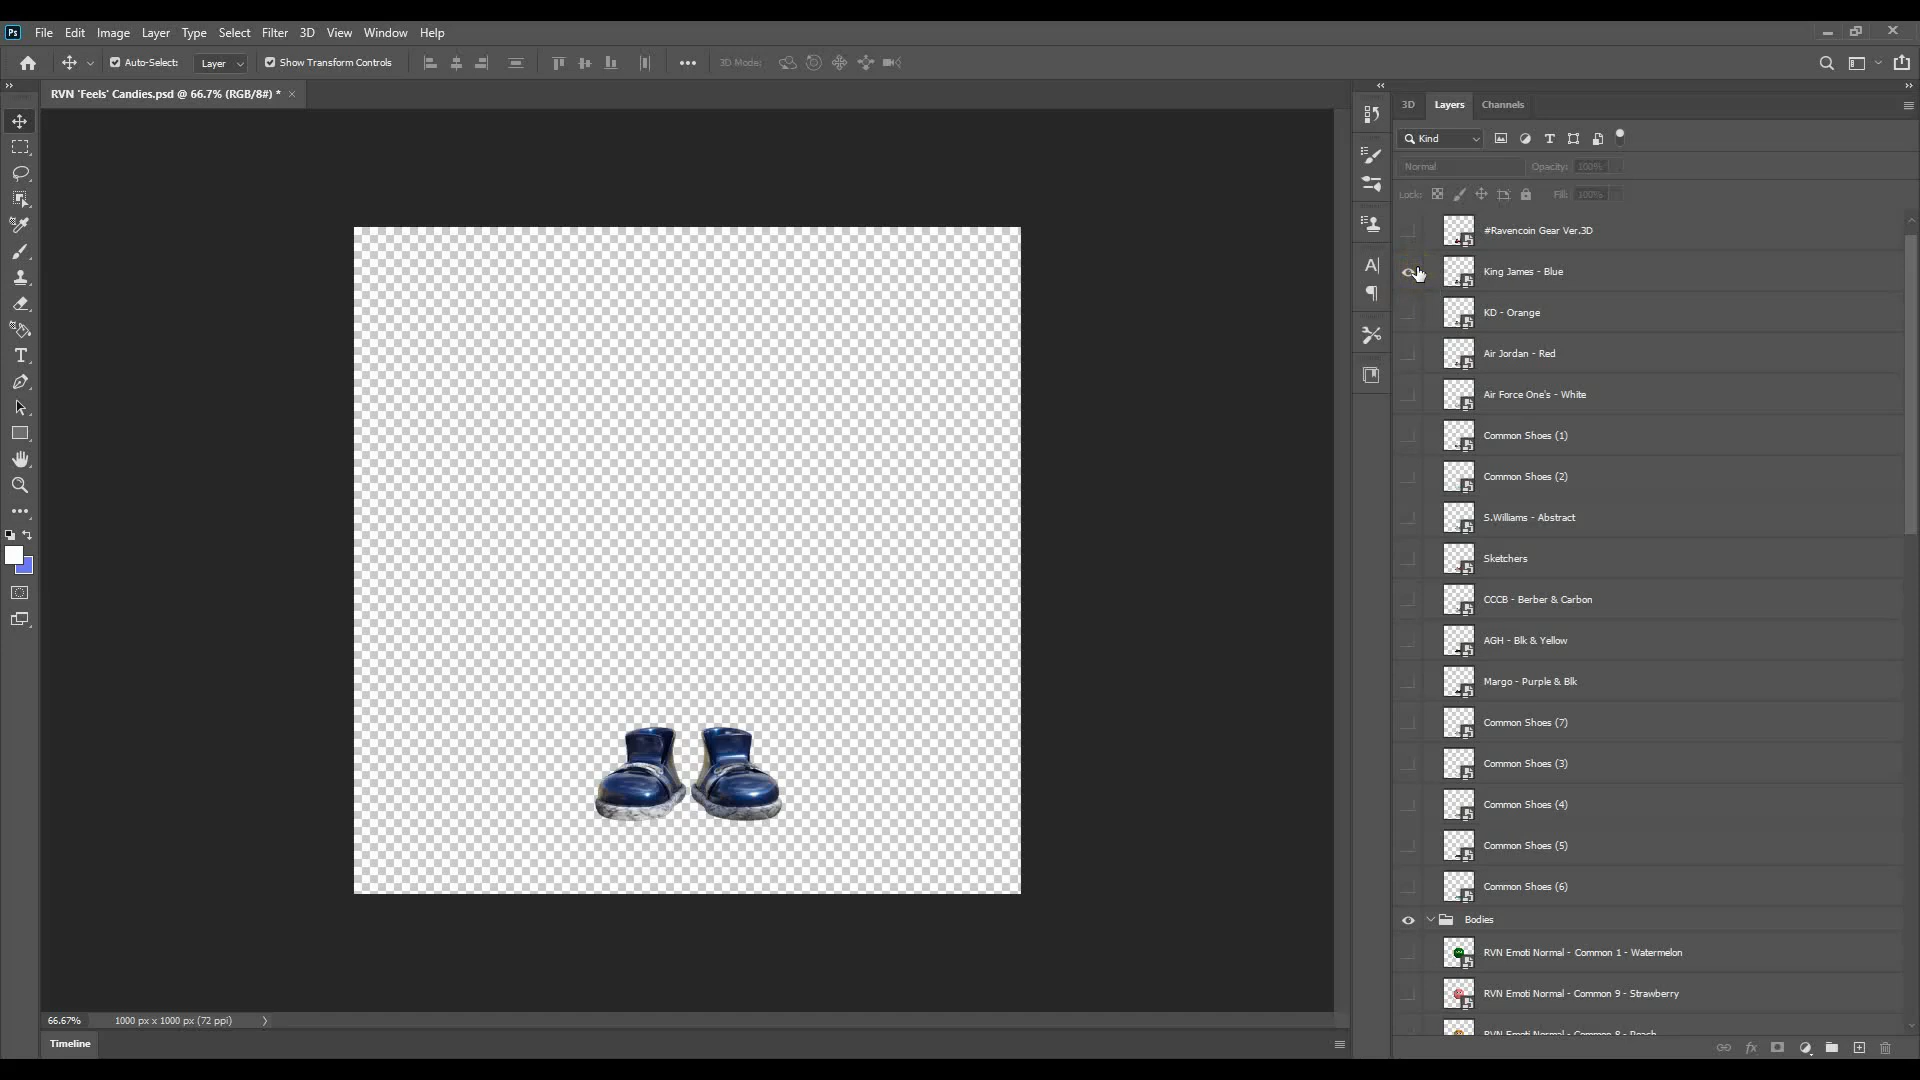 Ps File Edit Image Layer Type Select Filter 3D View Window Help
Auto-Select: Layer Show Transform Controls 3D Mode:
RVN 'Feels' Candies.psd @ 66.7% (RGB/8#) * ×
3D Layers Channels
Kind
Normal Opacity: 100%
Lock: Fill: 100%
#Ravencoin Gear Ver.3D
King James - Blue
KD - Orange
Air Jordan - Red
Air Force One's - White
Common Shoes (1)
Common Shoes (2)
S.Williams - Abstract
Sketchers
CCCB - Berber & Carbon
AGH - Blk & Yellow
Margo - Purple & Blk
Common Shoes (7)
Common Shoes (3)
Common Shoes (4)
Common Shoes (5)
Common Shoes (6)
Bodies
RVN Emoti Normal - Common 1 - Watermelon
RVN Emoti Normal - Common 9 - Strawberry
RVN Emoti Normal - Common 8 - Peach
66.67% 1000 px x 1000 px (72 ppi)
Timeline